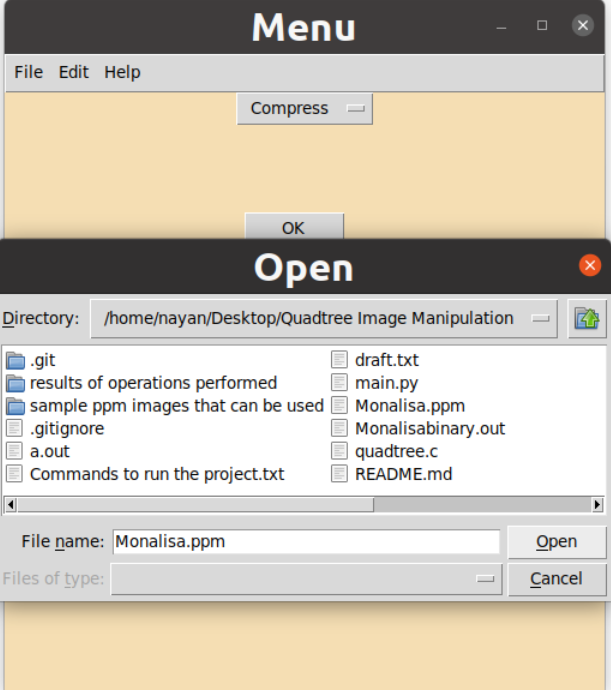 Menu
File Edit Help
Compress
OK
Open
Directory: /home/nayan/Desktop/Quadtree Image Manipulation
.git draft.txt
results of operations performed main.py
sample ppm images that can be used Monalisa.ppm
.gitignore Monalisabinary.out
a.out quadtree.c
Commands to run the project.txt README.md
File name: Monalisa.ppm Open
Files of type: Cancel